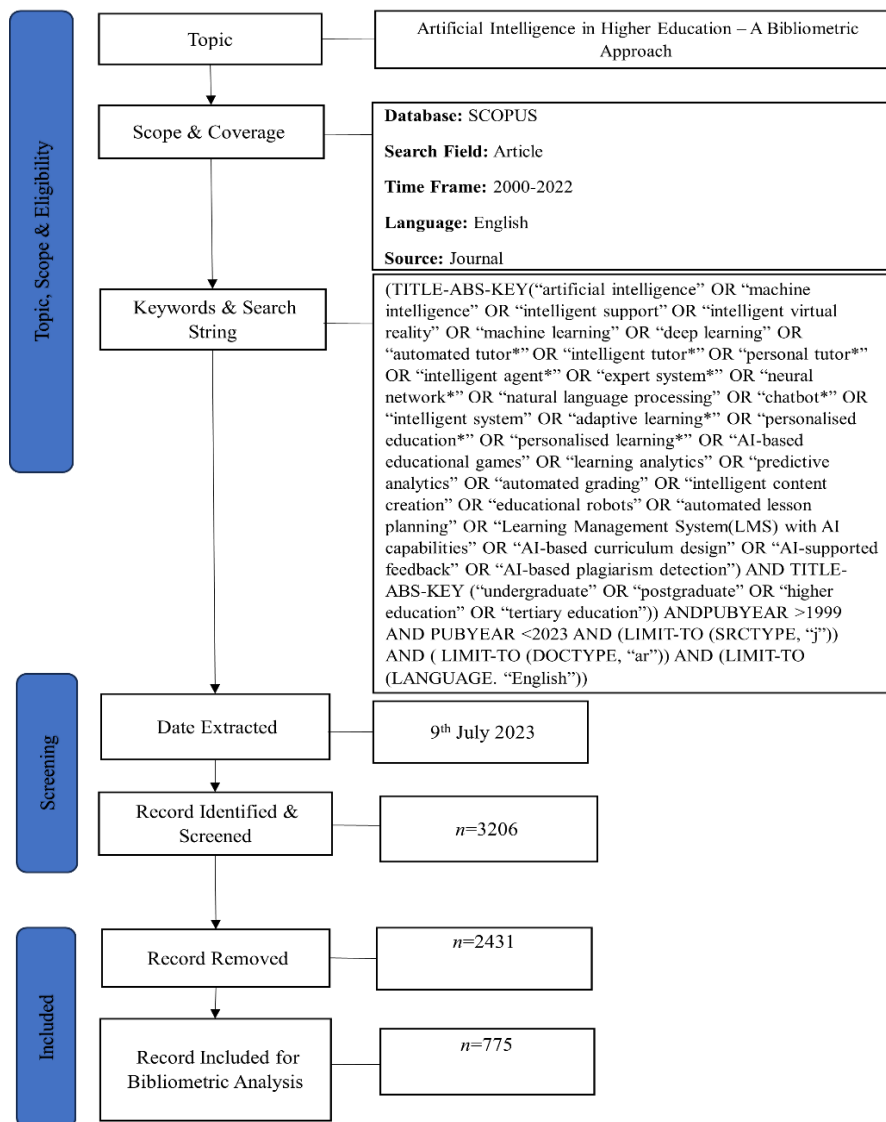 Topic, Scope & Eligibility
Topic
Artificial Intelligence in Higher Education – A Bibliometric
Approach
Scope & Coverage
Database: SCOPUS
Search Field: Article
Time Frame: 2000-2022
Language: English
Source: Journal
Keywords & Search
String
(TITLE-ABS-KEY(“artificial intelligence” OR “machine
intelligence” OR “intelligent support” OR “intelligent virtual
reality” OR “machine learning” OR “deep learning” OR
“automated tutor*” OR “intelligent tutor*” OR “personal tutor*”
OR “intelligent agent*” OR “expert system*” OR “neural
network*” OR “natural language processing” OR “chatbot*” OR
“intelligent system” OR “adaptive learning*” OR “personalised
education*” OR “personalised learning*” OR “AI-based
educational games” OR “learning analytics” OR “predictive
analytics” OR “automated grading” OR “intelligent content
creation” OR “educational robots” OR “automated lesson
planning” OR “Learning Management System(LMS) with AI
capabilities” OR “AI-based curriculum design” OR “AI-supported
feedback” OR “AI-based plagiarism detection”) AND TITLE-
ABS-KEY (“undergraduate” OR “postgraduate” OR “higher
education” OR “tertiary education”)) ANDPUBYEAR >1999
AND PUBYEAR <2023 AND (LIMIT-TO (SRCTYPE, “j”))
AND ( LIMIT-TO (DOCTYPE, “ar”)) AND (LIMIT-TO
(LANGUAGE. “English”))
Screening
Date Extracted
9th July 2023
Record Identified &
Screened
n=3206
Included
Record Removed
n=2431
Record Included for
Bibliometric Analysis
n=775